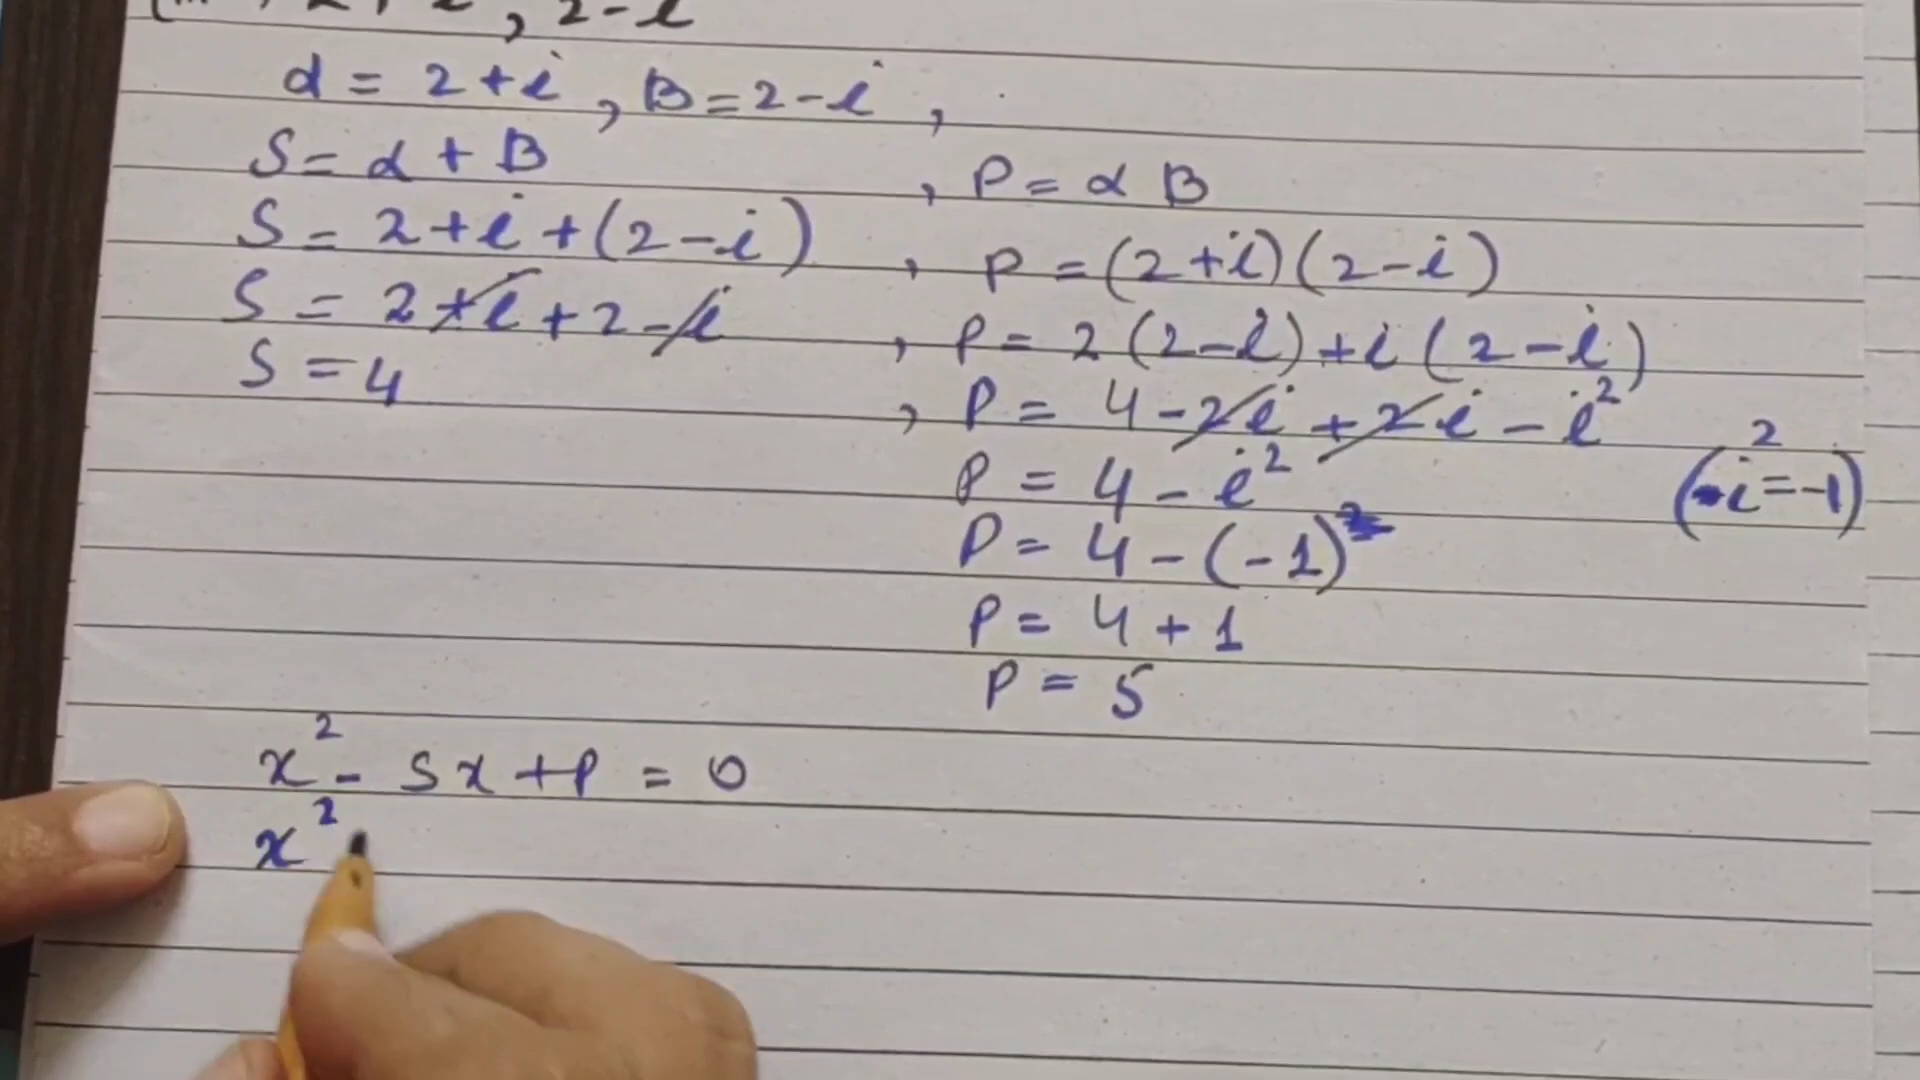 , 2 - i
α = 2 + i , B = 2 - i ,
S = α + B , P = α B
S = 2 + i + (2 - i) , P = (2 + i)(2 - i)
S = 2 + i + 2 - i , P = 2(2 - i) + i(2 - i)
S = 4 , P = 4 - 2i + 2i - i²
P = 4 - i² (i² = -1)
P = 4 - (-1)
P = 4 + 1
P = 5
x² - Sx + P = 0
x²